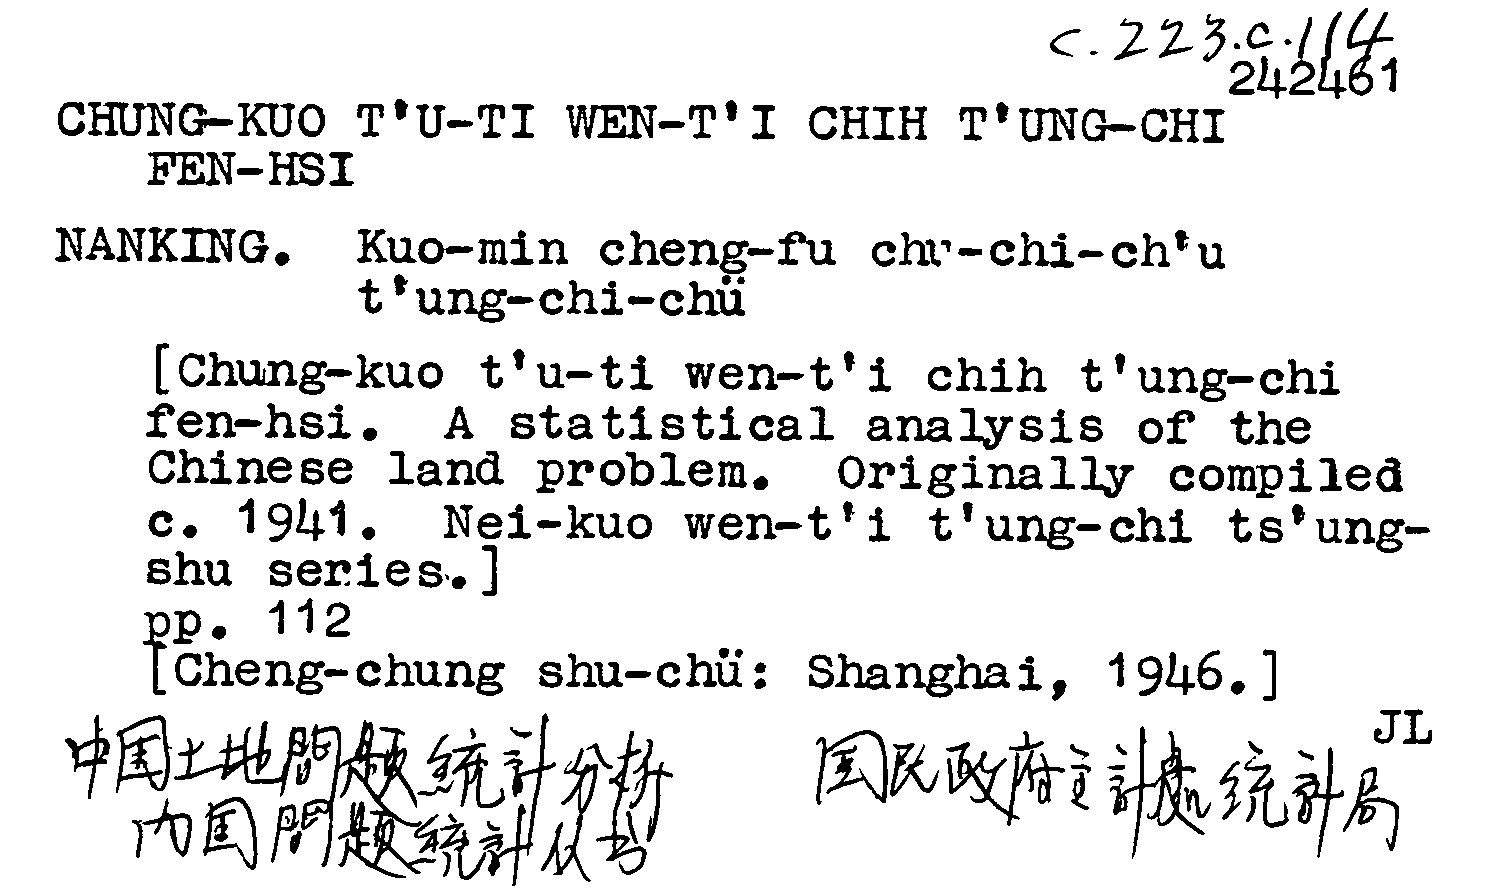 c.223.c.114
242461
CHUNG-KUO T'U-TI WEN-T'I CHIH T'UNG-CHI
FEN-HSI
NANKING. Kuo-min cheng-fu chu-chi-ch'u
t'ung-chi-chü
[Chung-kuo t'u-ti wen-t'i chih t'ung-chi
fen-hsi. A statistical analysis of the
Chinese land problem. Originally compiled
c. 1941. Nei-kuo wen-t'i t'ung-chi ts'ung-
shu series.]
pp. 112
[Cheng-chung shu-chü: Shanghai, 1946.]
JL
中国土地問題統計分析
内国問題統計丛书
国民政府主計處統計局